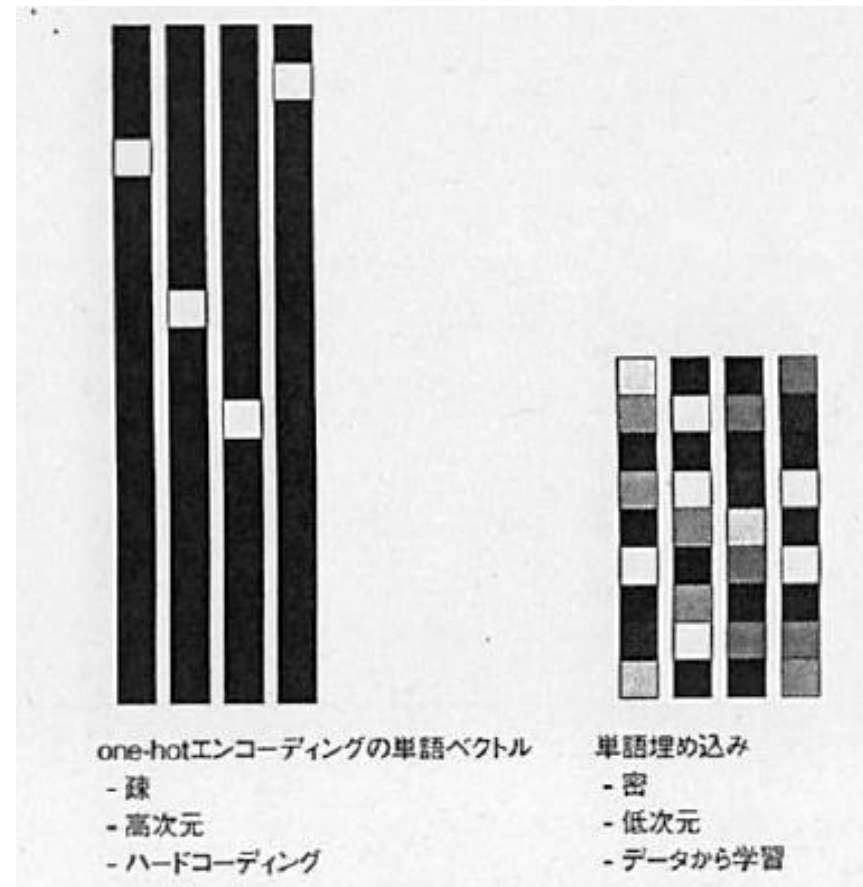 one-hotエンコーディングの単語ベクトル
- 疎
- 高次元
- ハードコーディング
単語埋め込み
- 密
- 低次元
- データから学習